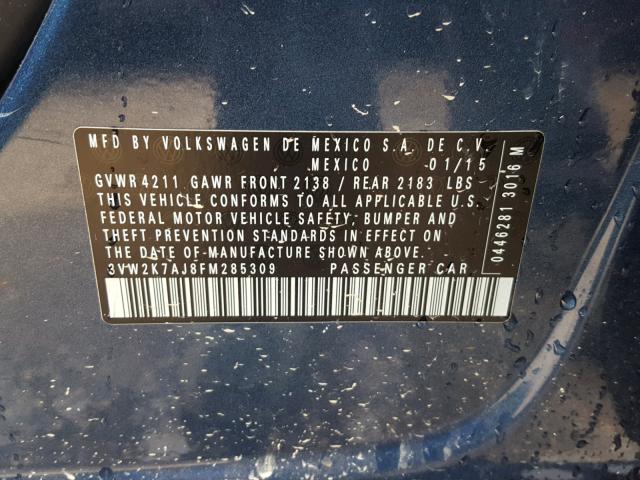 MFD BY VOLKSWAGEN DE MEXICO S.A. DE C.V.
MEXICO 01/15
GVWR 4211 GAWR FRONT 2138 / REAR 2183 LBS
THIS VEHICLE CONFORMS TO ALL APPLICABLE U.S.
FEDERAL MOTOR VEHICLE SAFETY, BUMPER AND
THEFT PREVENTION STANDARDS IN EFFECT ON
THE DATE OF MANUFACTURE SHOWN ABOVE.
3VW2K7AJ8FM285309 PASSENGER CAR
0446281 3016 M